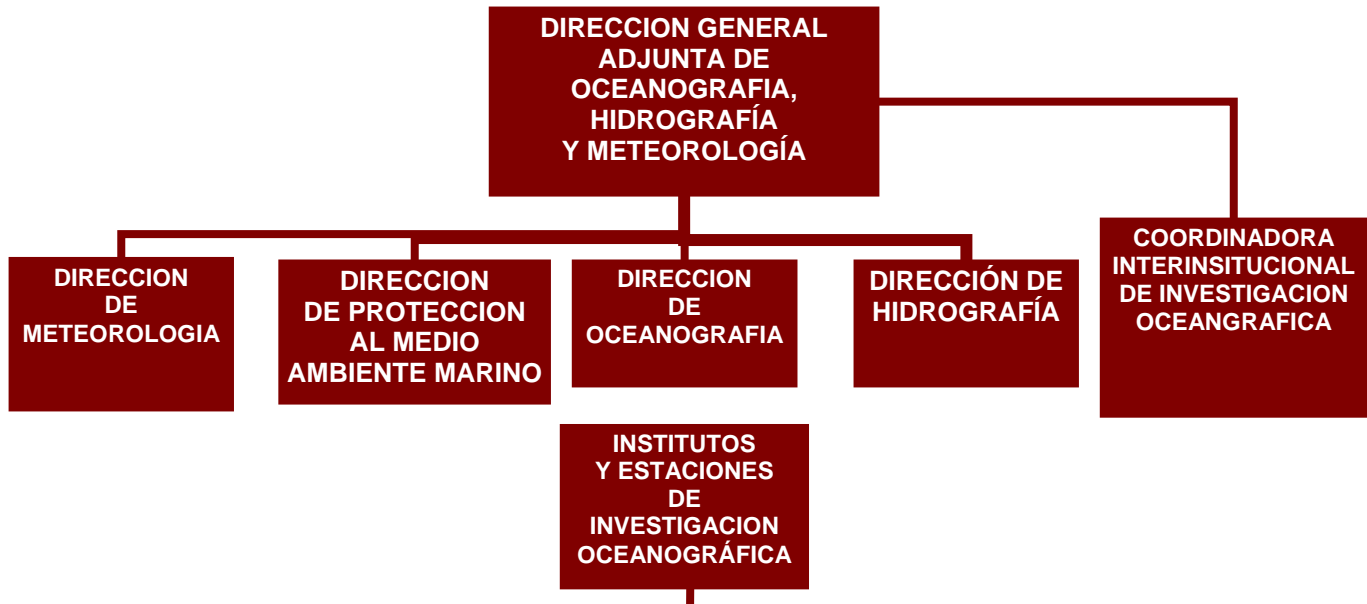 DIRECCION GENERAL
ADJUNTA DE
OCEANOGRAFIA,
HIDROGRAFÍA
Y METEOROLOGÍA
DIRECCION
DE
METEOROLOGIA
DIRECCION
DE PROTECCION
AL MEDIO
AMBIENTE MARINO
DIRECCION
DE
OCEANOGRAFIA
DIRECCIÓN DE
HIDROGRAFÍA
COORDINADORA
INTERINSITUCIONAL
DE INVESTIGACION
OCEANGRAFICA
INSTITUTOS
Y ESTACIONES
DE
INVESTIGACION
OCEANOGRÁFICA